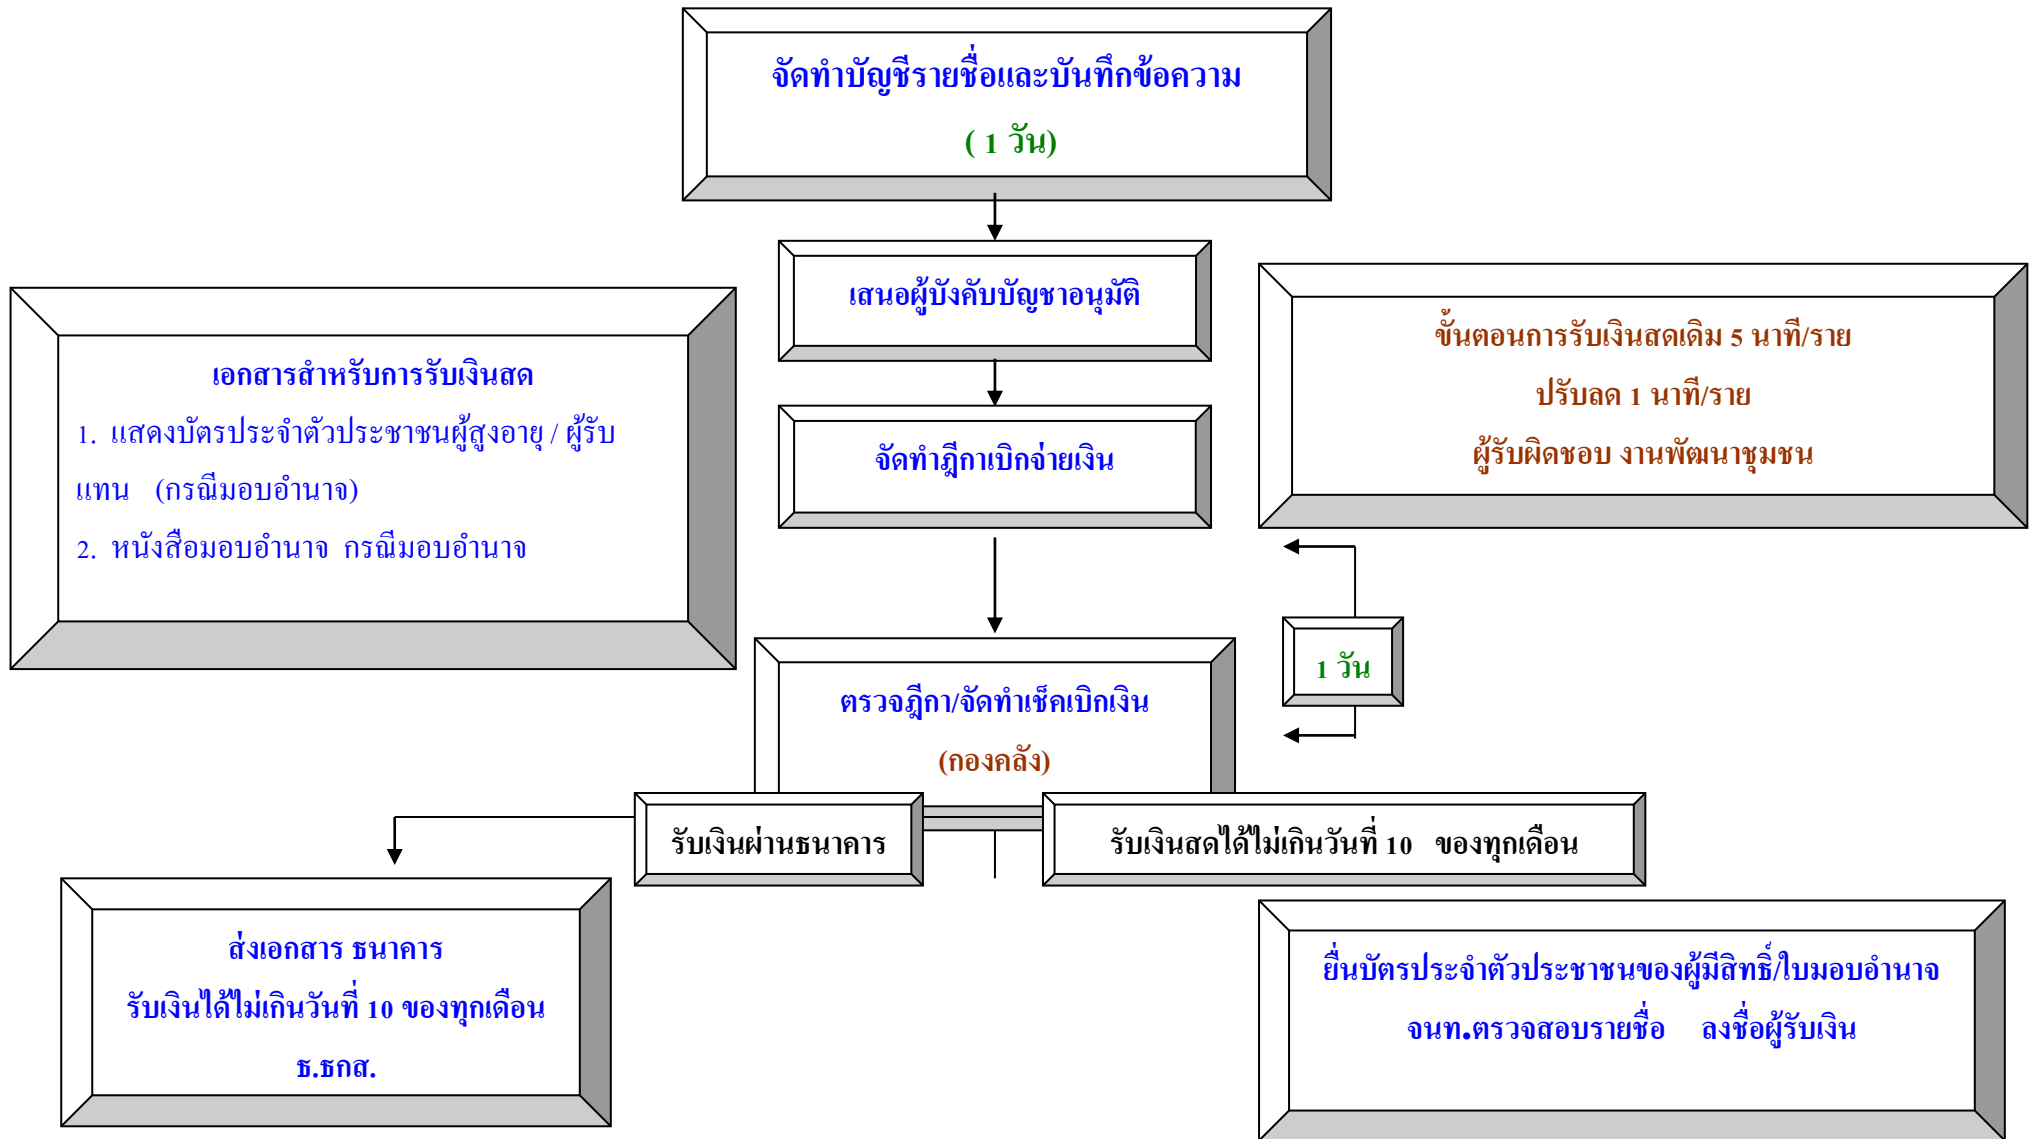 จัดทำบัญชีรายชื่อและบันทึกข้อความ
( 1 วัน)
เสนอผู้บังคับบัญชาอนุมัติ
เอกสารสำหรับการรับเงินสด
1. แสดงบัตรประจำตัวประชาชนผู้สูงอายุ / ผู้รับ
แทน (กรณีมอบอำนาจ)
2. หนังสือมอบอำนาจ กรณีมอบอำนาจ
จัดทำฎีกาเบิกจ่ายเงิน
ขั้นตอนการรับเงินสดเดิม 5 นาที/ราย
ปรับลด 1 นาที/ราย
ผู้รับผิดชอบ งานพัฒนาชุมชน
1 วัน
ตรวจฎีกา/จัดทำเช็คเบิกเงิน
(กองคลัง)
รับเงินผ่านธนาคาร
รับเงินสดได้ไม่เกินวันที่ 10 ของทุกเดือน
ส่งเอกสาร ธนาคาร
รับเงินได้ไม่เกินวันที่ 10 ของทุกเดือน
ธ.ธกส.
ยื่นบัตรประจำตัวประชาชนของผู้มีสิทธิ์/ใบมอบอำนาจ
จนท.ตรวจสอบรายชื่อ ลงชื่อผู้รับเงิน